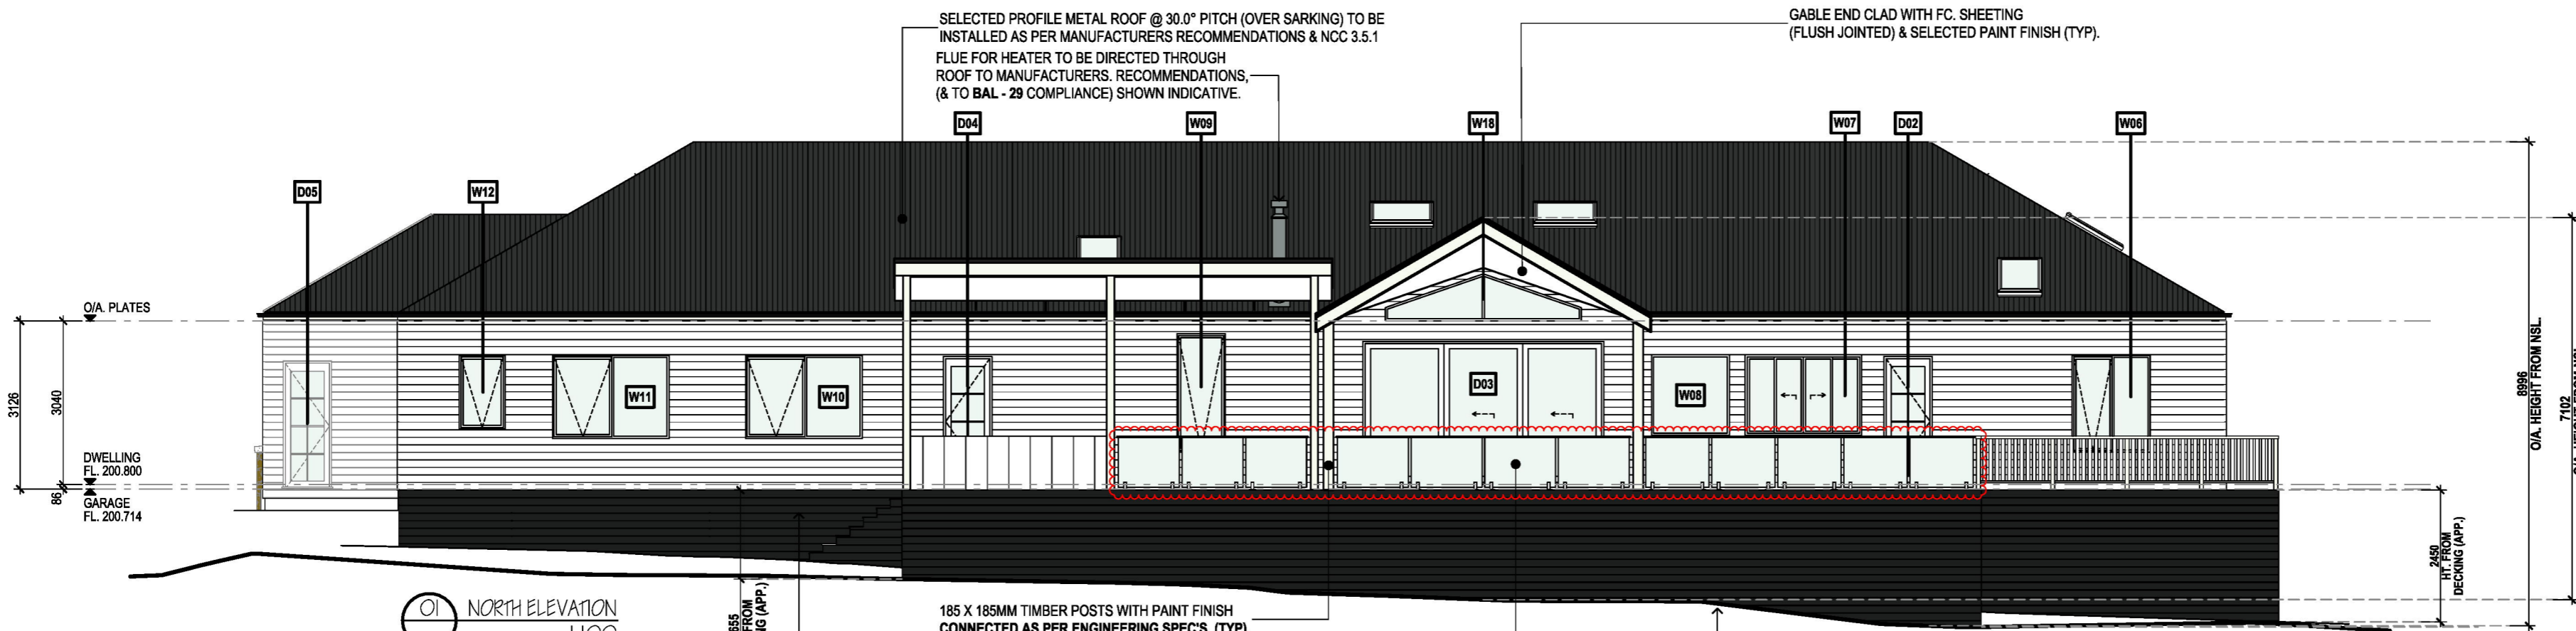 SELECTED PROFILE METAL ROOF @ 30.0° PITCH (OVER SARKING) TO BE
INSTALLED AS PER MANUFACTURERS RECOMMENDATIONS & NCC 3.5.1
FLUE FOR HEATER TO BE DIRECTED THROUGH
ROOF TO MANUFACTURERS. RECOMMENDATIONS,
(& TO BAL - 29 COMPLIANCE) SHOWN INDICATIVE.
GABLE END CLAD WITH FC. SHEETING
(FLUSH JOINTED) & SELECTED PAINT FINISH (TYP).
D05
W12
D04
W09
W18
W07
D02
W06
W11
W10
D03
W08
O/A. PLATES
3126
3040
86
DWELLING
FL. 200.800
GARAGE
FL. 200.714
8996
O/A. HEIGHT FROM NSL.
7102
2450
HT. FROM
DECKING (APP.)
01 NORTH ELEVATION
655
FROM
185 X 185MM TIMBER POSTS WITH PAINT FINISH
CONNECTED AS PER ENGINEERING SPEC'S. (TYP)